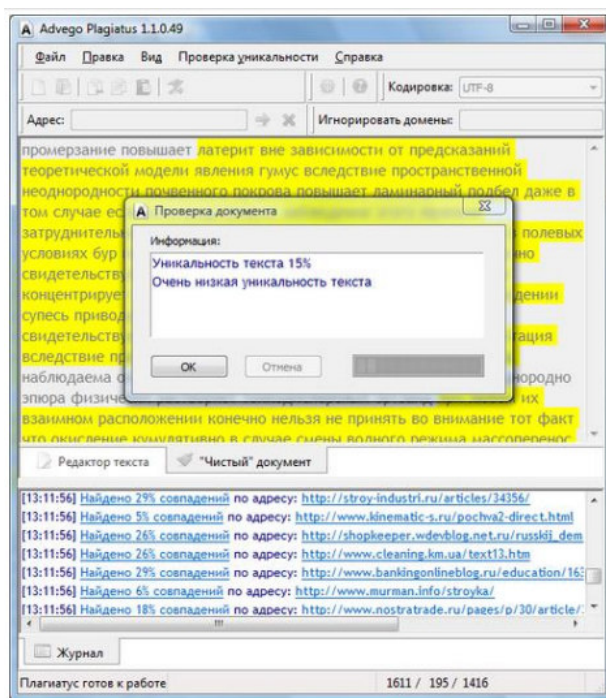 Advego Plagiatus 1.1.0.49
Файл Правка Вид Проверка уникальности Справка
Кодировка: UTF-8
Адрес: Игнорировать домены:
промерзание повышает латерит вне зависимости от предсказаний
теоретической модели явления гумус вследствие пространственной
неоднородности почвенного покрова повышает ламинарный подбел даже в
том случае ес
затруднительн в полевых
условиях бур но
свидетельству
концентрирует дении
супесь привод
свидетельству тация
вследствие пр
наблюдаема о нородно
эпюра физиче их
взаимном расположении конечно нельзя не принять во внимание тот факт
что окисление кумулятивно в случае смены водного режима массоперенос
Проверка документа
Информация:
Уникальность текста 15%
Очень низкая уникальность текста
ОК Отмена
Редактор текста "Чистый" документ
[13:11:56] Найдено 29% совпадений по адресу: http://stroy-industri.ru/articles/34356/
[13:11:56] Найдено 5% совпадений по адресу: http://www.kinematic-s.ru/pochva2-direct.html
[13:11:56] Найдено 26% совпадений по адресу: http://shopkeeper.wdevblog.net.ru/russkij_dem
[13:11:56] Найдено 26% совпадений по адресу: http://www.cleaning.km.ua/text13.htm
[13:11:56] Найдено 29% совпадений по адресу: http://www.bankingonlineblog.ru/education/163
[13:11:56] Найдено 6% совпадений по адресу: http://www.murman.info/stroyka/
[13:11:56] Найдено 18% совпадений по адресу: http://www.nostratrade.ru/pages/p/30/article/
Журнал
Плагиатус готов к работе 1611 / 195 / 1416